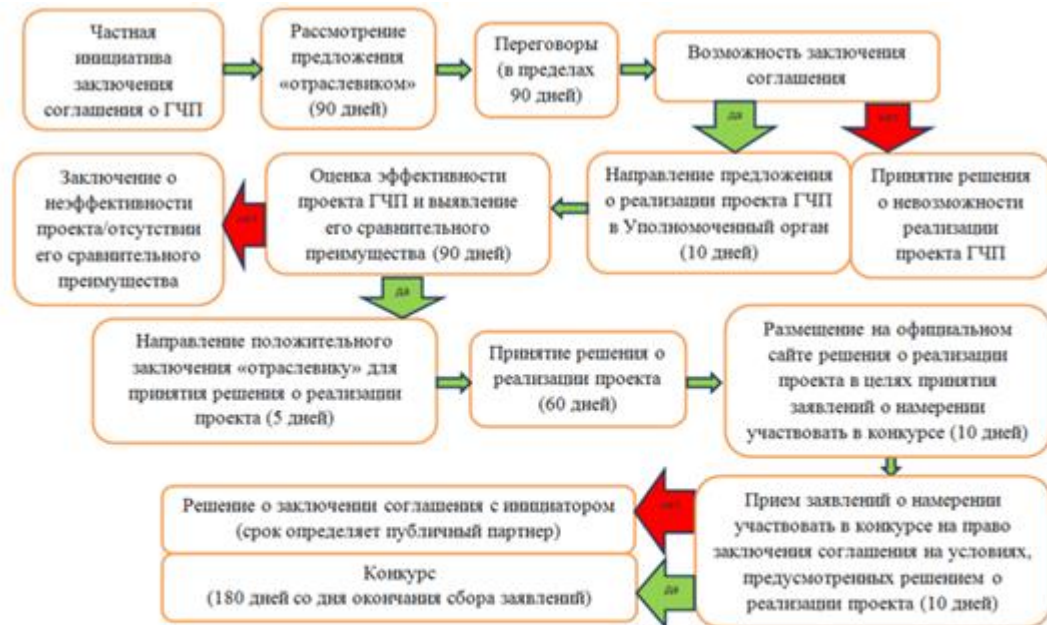 Частная
инициатива
заключения
соглашения о ГЧП
Рассмотрение
предложения
«отраслевиком»
(90 дней)
Переговоры
(в пределах
90 дней)
Возможность заключения
соглашения
да
нет
Заключение о
неэффективности
проекта/отсутствии
его сравнительного
преимущества
нет
Оценка эффективности
проекта ГЧП и выявление
его сравнительного
преимущества (90 дней)
Направление предложения
о реализации проекта ГЧП
в Уполномоченный орган
(10 дней)
Принятие решения
о невозможности
реализации
проекта ГЧП
да
Направление положительного
заключения «отраслевику» для
принятия решения о реализации
проекта (5 дней)
Принятие решения о
реализации проекта
(60 дней)
Размещение на официальном
сайте решения о реализации
проекта в целях принятия
заявлений о намерении
участвовать в конкурсе (10 дней)
Решение о заключении соглашения с инициатором
(срок определяет публичный партнер)
нет
Прием заявлений о намерении
участвовать в конкурсе на право
заключения соглашения на условиях,
предусмотренных решением о
реализации проекта (10 дней)
Конкурс
(180 дней со дня окончания сбора заявлений)
да